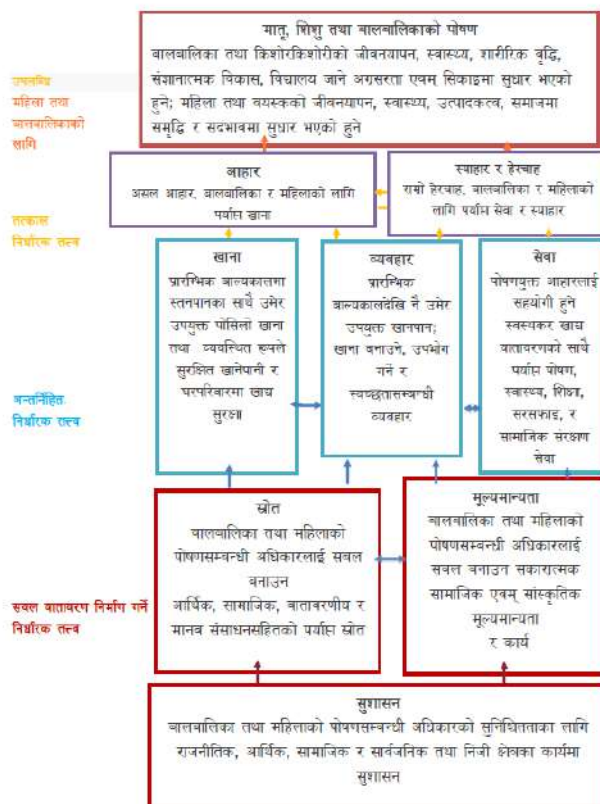 मातृ, शिशु तथा बालबालिकाको पोषण
बालबालिका तथा किशोरकिशोरीको जीवनयापन, स्वास्थ्य, शारीरिक वृद्धि,
संज्ञानात्मक विकास, विद्यालय जाने अग्रसरता एवम् सिकाइमा सुधार भएको
हुने; महिला तथा वयस्कको जीवनयापन, स्वास्थ्य, उत्पादकत्व, समाजमा
समृद्धि र सदभावमा सुधार भएको हुने
उपलब्धि
महिला तथा
बालबालिकाको
लागि
आहार
असल आहार, बालबालिका र महिलाको लागि
पर्याप्त खाना
स्याहार र हेरचाह
राम्रो हेरचाह, बालबालिका र महिलाको
लागि पर्याप्त सेवा र स्याहार
तत्काल
निर्धारक तत्त्व
खाना
प्रारम्भिक बाल्यकालमा
स्तनपानका साथै उमेर
उपयुक्त पोसिलो खाना
तथा व्यवस्थित रूपले
सुरक्षित खानेपानी र
घरपरिवारमा खाद्य
सुरक्षा
व्यवहार
प्रारम्भिक
बाल्यकालदेखि नै उमेर
उपयुक्त खानपान;
खाना बनाउने, उपभोग
गर्ने र
स्वच्छतासम्बन्धी
व्यवहार
सेवा
पोषणयुक्त आहारलाई
सहयोगी हुने
स्वस्थ्यकर खाद्य
वातावरणको साथै
पर्याप्त पोषण,
स्वास्थ्य, शिक्षा,
सरसफाइ, र
सामाजिक संरक्षण
सेवा
अन्तर्निहित
निर्धारक तत्त्व
स्रोत
बालबालिका तथा महिलाको
पोषणसम्बन्धी अधिकारलाई सबल
बनाउन
आर्थिक, सामाजिक, वातावरणीय र
मानव संसाधनसहितको पर्याप्त स्रोत
मूल्यमान्यता
बालबालिका तथा महिलाको
पोषणसम्बन्धी अधिकारलाई
सबल बनाउन सकारात्मक
सामाजिक एवम् सांस्कृतिक
मूल्यमान्यता
र कार्य
सवल वातावरण निर्माण गर्ने
निर्धारक तत्त्व
सुशासन
बालबालिका तथा महिलाको पोषणसम्बन्धी अधिकारको सुनिश्चितताका लागि
राजनीतिक, आर्थिक, सामाजिक र सार्वजनिक तथा निजी क्षेत्रका कार्यमा
सुशासन